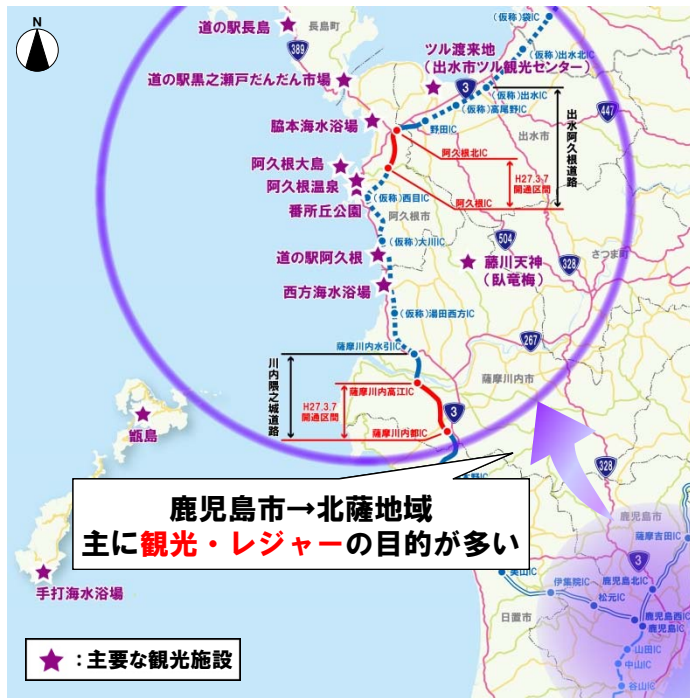 N
道の駅長島
長島町
389
(仮称)袋IC
ツル渡来地
(出水市ツル観光センター)
(仮称)出水北IC
道の駅黒之瀬戸だんだん市場
3
(仮称)出水IC
(仮称)高尾野IC
447
脇本海水浴場
野田IC
出水市
出水阿久根道路
阿久根北IC
阿久根大島
H27.3.7
開通区間
阿久根温泉
阿久根IC
(仮称)西目IC
番所丘公園
阿久根市
(仮称)大川IC
504
さつま町
道の駅阿久根
藤川天神
(臥竜梅)
328
西方海水浴場
(仮称)湯田西方IC
267
薩摩川内水引IC
川内隈之城道路
薩摩川内市
薩摩川内高江IC
H27.3.7
開通区間
3
甑島
薩摩川内都IC
328
鹿児島市→北薩地域
主に観光・レジャーの目的が多い
鹿児島市
薩摩吉田IC
3
美山IC
伊集院IC
鹿児島北IC
手打海水浴場
松元IC
日置市
鹿児島西IC
鹿児島IC
山田IC
中山IC
谷山IC
★:主要な観光施設